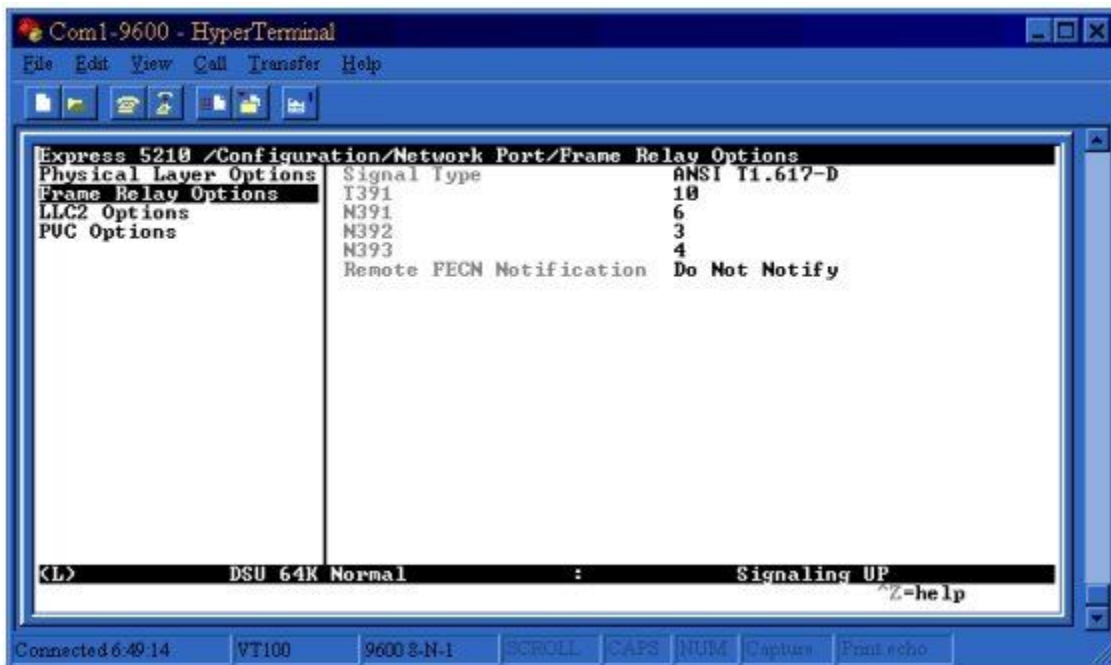 Com1-9600 - HyperTerminal
File Edit View Call Transfer Help
Express 5210 /Configuration/Network Port/Frame Relay Options
Physical Layer Options Signal Type ANSI T1.617-D
Frame Relay Options T391 10
LLC2 Options N391 6
PVC Options N392 3
N393 4
Remote FECN Notification Do Not Notify
<L> DSU 64K Normal : Signaling UP
^Z=help
Connected 6:49:14 VT100 9600 8-N-1 SCROLL CAPS NUM Capture Print echo